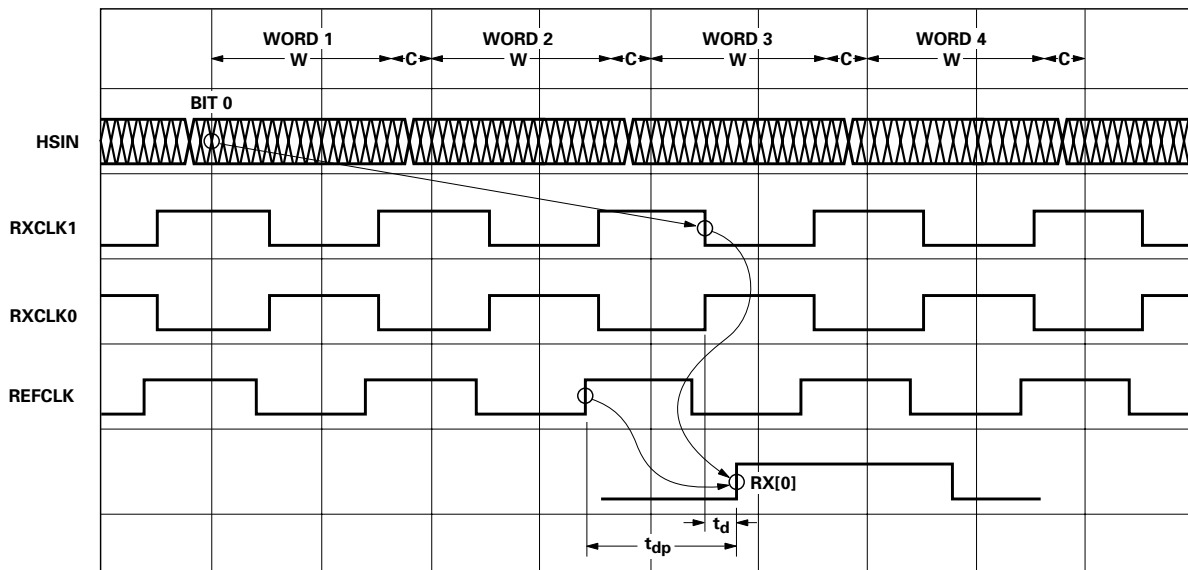 WORD 1 WORD 2 WORD 3 WORD 4
W C W C W C W C
BIT 0
HSIN
RXCLK1
RXCLK0
REFCLK
RX[0]
td
tdp